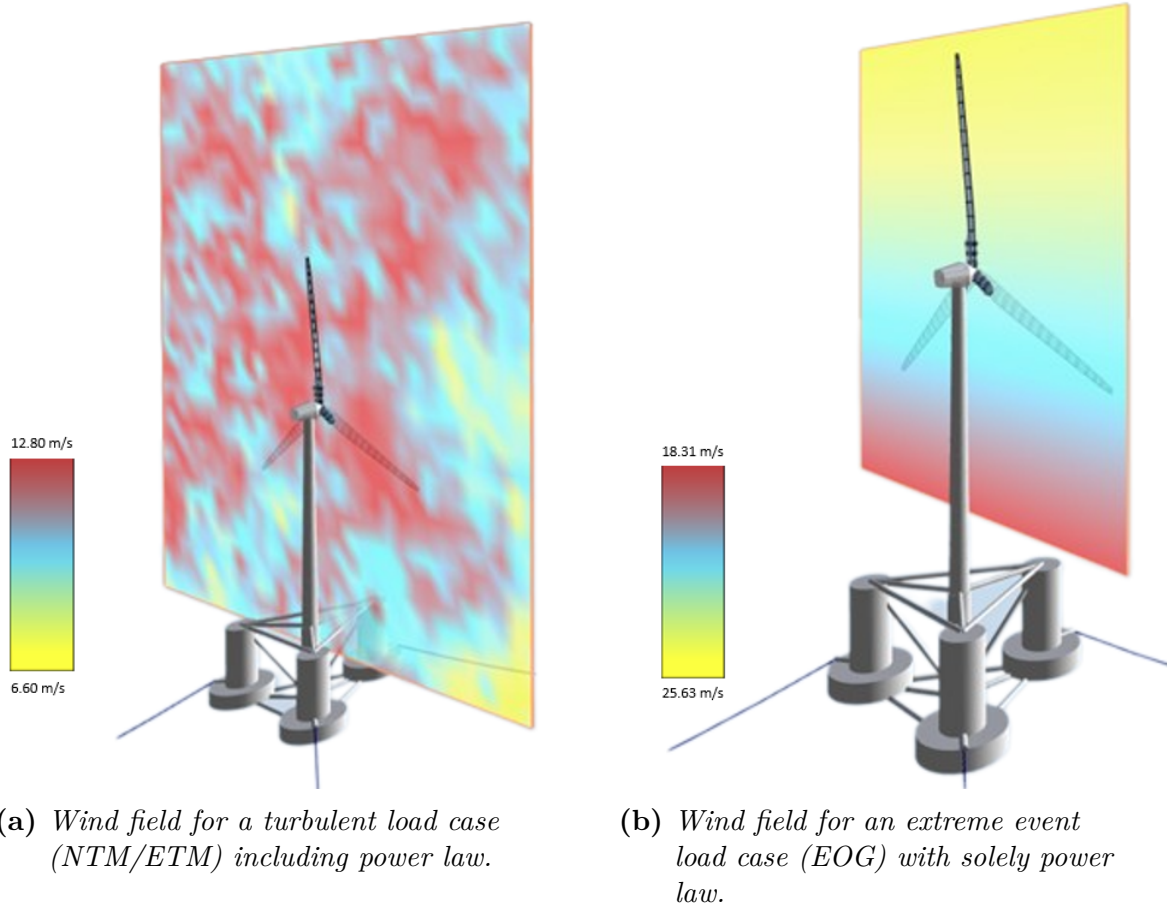 12.80 m/s
6.60 m/s
18.31 m/s
25.63 m/s
(a) Wind field for a turbulent load case
(NTM/ETM) including power law.
(b) Wind field for an extreme event
load case (EOG) with solely power
law.